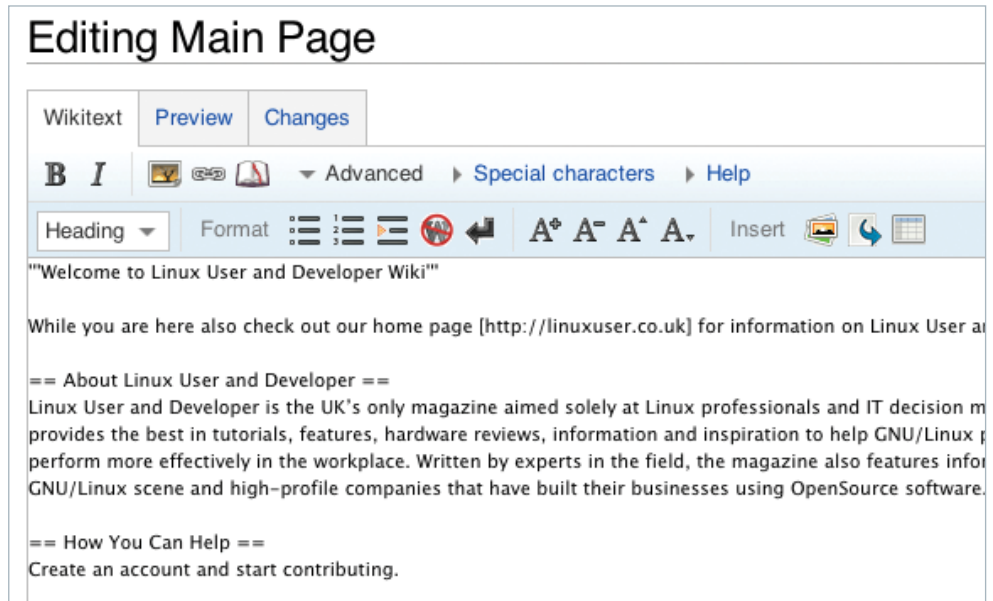 Editing Main Page
Wikitext Preview Changes
B I Advanced Special characters Help
Heading Format A A A A Insert
'''Welcome to Linux User and Developer Wiki'''
While you are here also check out our home page [http://linuxuser.co.uk] for information on Linux User
== About Linux User and Developer ==
Linux User and Developer is the UK's only magazine aimed solely at Linux professionals and IT decision
provides the best in tutorials, features, hardware reviews, information and inspiration to help GNU/Linux
perform more effectively in the workplace. Written by experts in the field, the magazine also features
GNU/Linux scene and high-profile companies that have built their businesses using OpenSource software.
== How You Can Help ==
Create an account and start contributing.